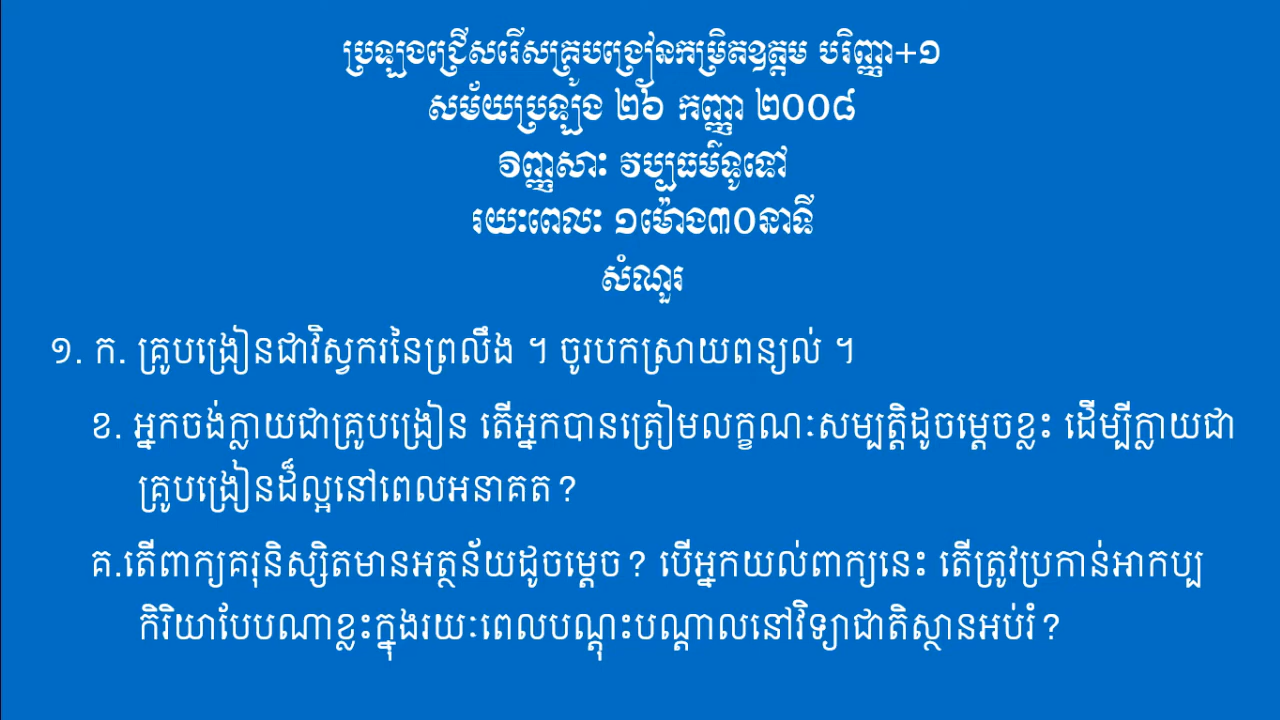 ប្រឡងជ្រើសរើសគ្រូបង្រៀនកម្រិតឧត្តម បរិញ្ញា+១
សម័យប្រឡង ២៦ កញ្ញា ២០០៨
វិញ្ញាសាៈ វប្បធម៌ទូទៅ
រយៈពេលៈ ១ម៉ោង៣០នាទី
សំណួរ
១. ក. គ្រូបង្រៀនជាវិស្វករនៃព្រលឹង ។ ចូរបកស្រាយពន្យល់ ។
ខ. អ្នកចង់ក្លាយជាគ្រូបង្រៀន តើអ្នកបានត្រៀមលក្ខណៈសម្បត្តិដូចម្តេចខ្លះ ដើម្បីក្លាយជា
គ្រូបង្រៀនដ៏ល្អនៅពេលអនាគត?
គ.តើពាក្យគរុនិស្សិតមានអត្ថន័យដូចម្តេច? បើអ្នកយល់ពាក្យនេះ តើត្រូវប្រកាន់អាកប្ប
កិរិយាបែបណាខ្លះក្នុងរយៈពេលបណ្តុះបណ្តាលនៅវិទ្យាជាតិស្ថានអប់រំ?